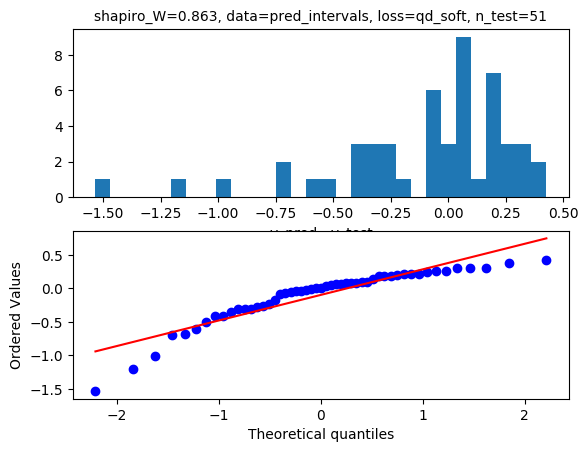 shapiro_W=0.863, data=pred_intervals, loss=qd_soft, n_test=51
8
6
4
2
0
−1.50 −1.25 −1.00 −0.75 −0.50 −0.25 0.00 0.25 0.50
0.5
0.0
−0.5
−1.0
−1.5
Ordered Values
−2 −1 0 1 2
Theoretical quantiles